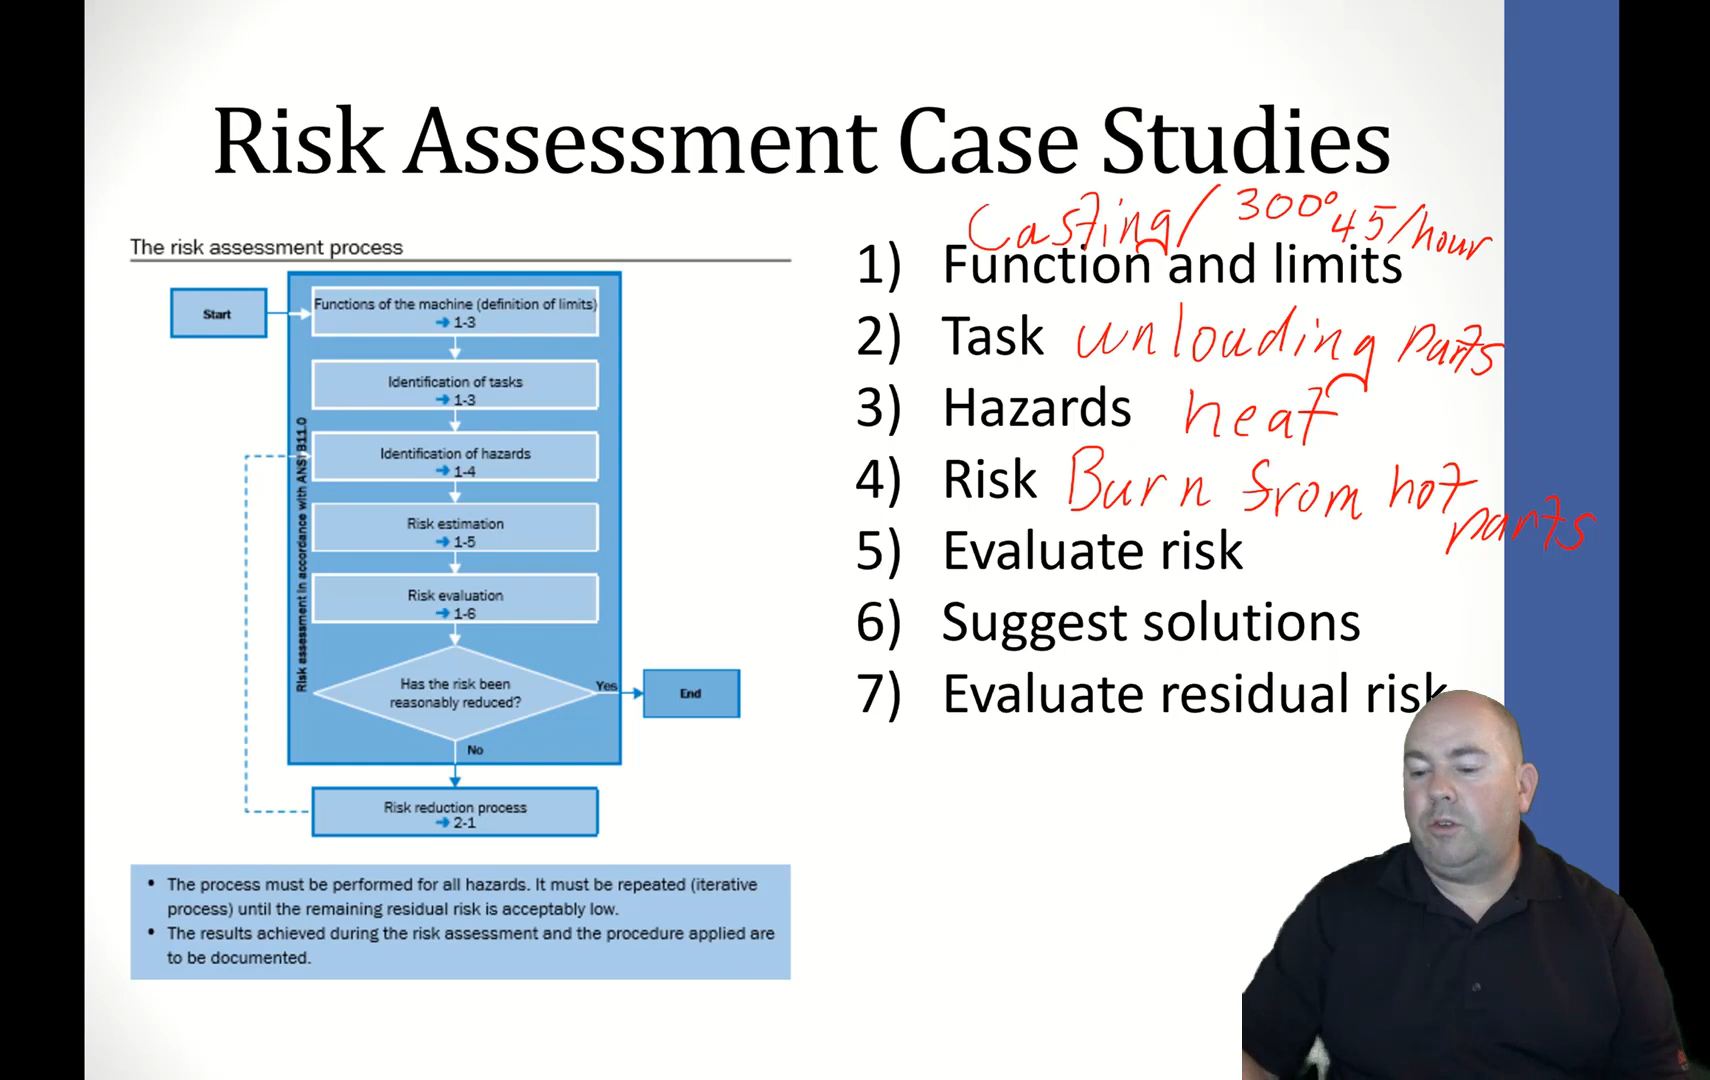 Risk Assessment Case Studies
The risk assessment process
Start
Functions of the machine (definition of limits)
➔ 1-3
Identification of tasks
➔ 1-3
Identification of hazards
➔ 1-4
Risk estimation
➔ 1-5
Risk evaluation
➔ 1-6
Has the risk been
reasonably reduced?
Yes
End
No
Risk reduction process
➔ 2-1
Risk assessment in accordance with ANSI B11.0
• The process must be performed for all hazards. It must be repeated (iterative
process) until the remaining residual risk is acceptably low.
• The results achieved during the risk assessment and the procedure applied are
to be documented.
Casting/ 300° 45/hour
1) Function and limits
2) Task unloading parts
3) Hazards heat
4) Risk Burn from hot
parts
5) Evaluate risk
6) Suggest solutions
7) Evaluate residual risk